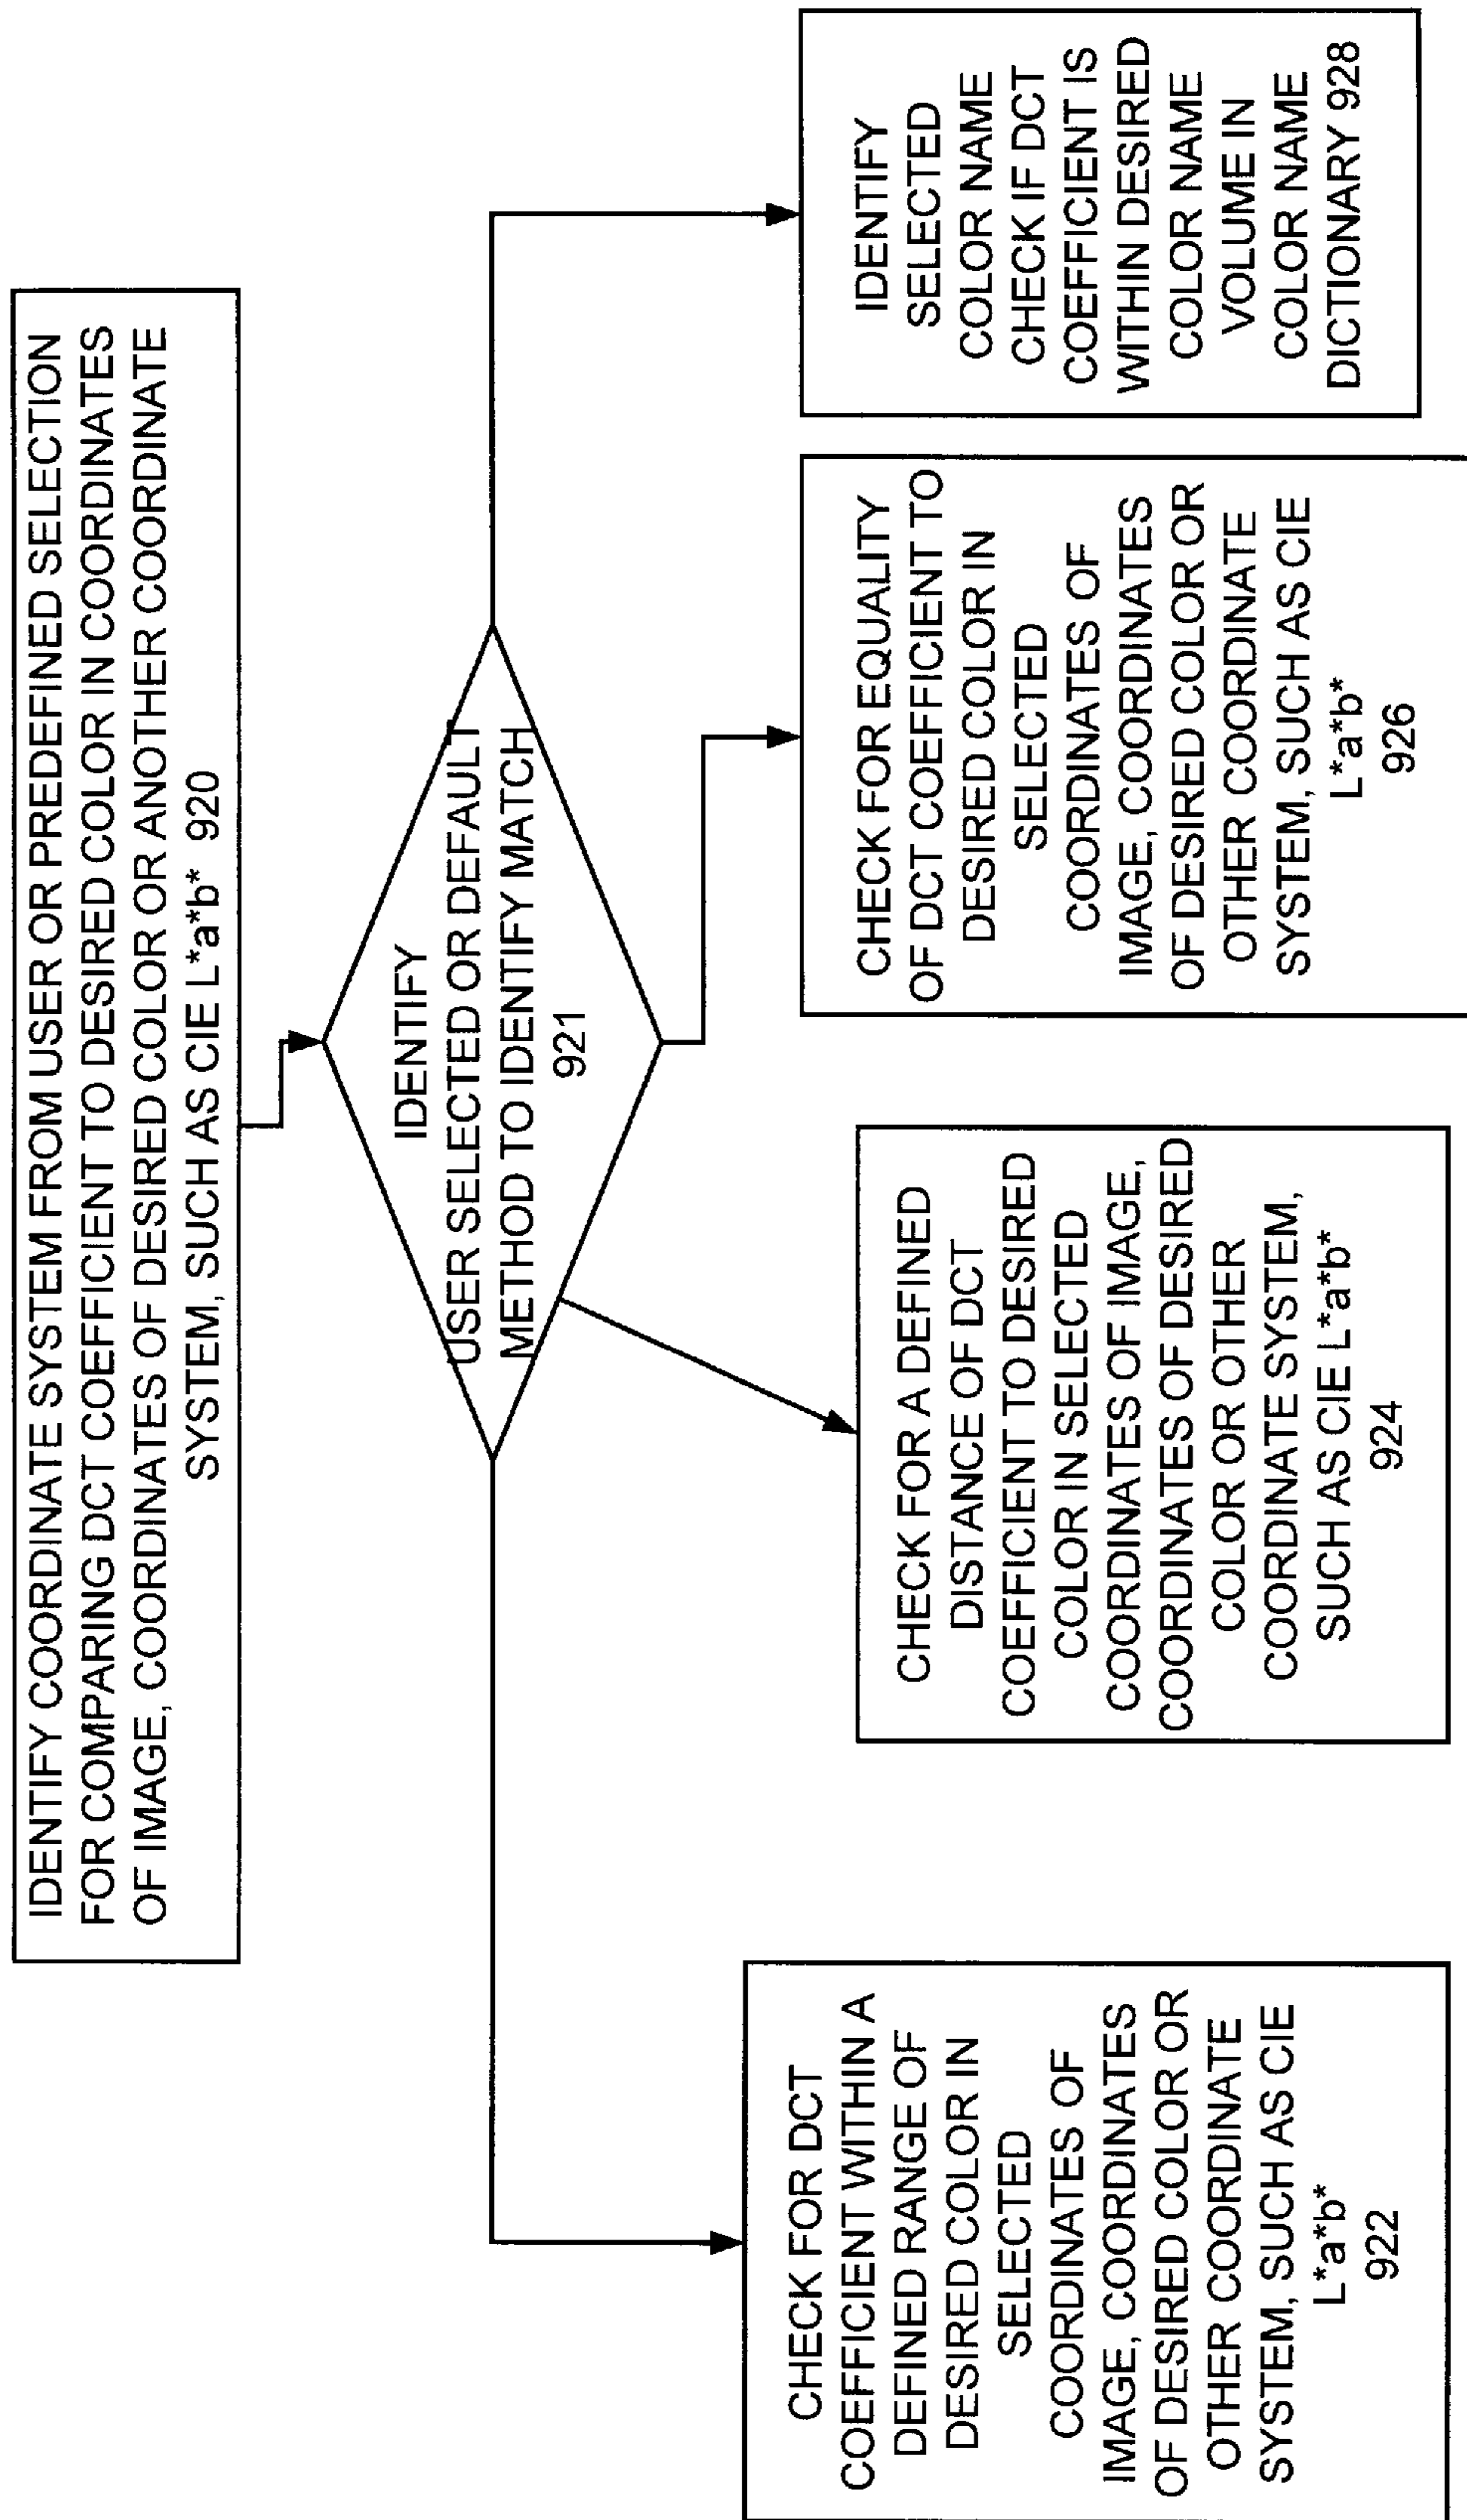 IDENTIFY COORDINATE SYSTEM FROM USER OR PREDEFINED SELECTION
FOR COMPARING DCT COEFFICIENT TO DESIRED COLOR IN COORDINATES
OF IMAGE, COORDINATES OF DESIRED COLOR OR ANOTHER COORDINATE
SYSTEM, SUCH AS CIE L*a*b* 920
IDENTIFY
USER SELECTED OR DEFAULT
METHOD TO IDENTIFY MATCH
921
CHECK FOR DCT
COEFFICIENT WITHIN A
DEFINED RANGE OF
DESIRED COLOR IN
SELECTED
COORDINATES OF
IMAGE, COORDINATES
OF DESIRED COLOR OR
OTHER COORDINATE
SYSTEM, SUCH AS CIE
L*a*b*
922
CHECK FOR A DEFINED
DISTANCE OF DCT
COEFFICIENT TO DESIRED
COLOR IN SELECTED
COORDINATES OF IMAGE,
COORDINATES OF DESIRED
COLOR OR OTHER
COORDINATE SYSTEM,
SUCH AS CIE L*a*b*
924
CHECK FOR EQUALITY
OF DCT COEFFICIENT TO
DESIRED COLOR IN
SELECTED
COORDINATES OF
IMAGE, COORDINATES
OF DESIRED COLOR OR
OTHER COORDINATE
SYSTEM, SUCH AS CIE
L*a*b*
926
IDENTIFY
SELECTED
COLOR NAME
CHECK IF DCT
COEFFICIENT IS
WITHIN DESIRED
COLOR NAME
VOLUME IN
COLOR NAME
DICTIONARY 928